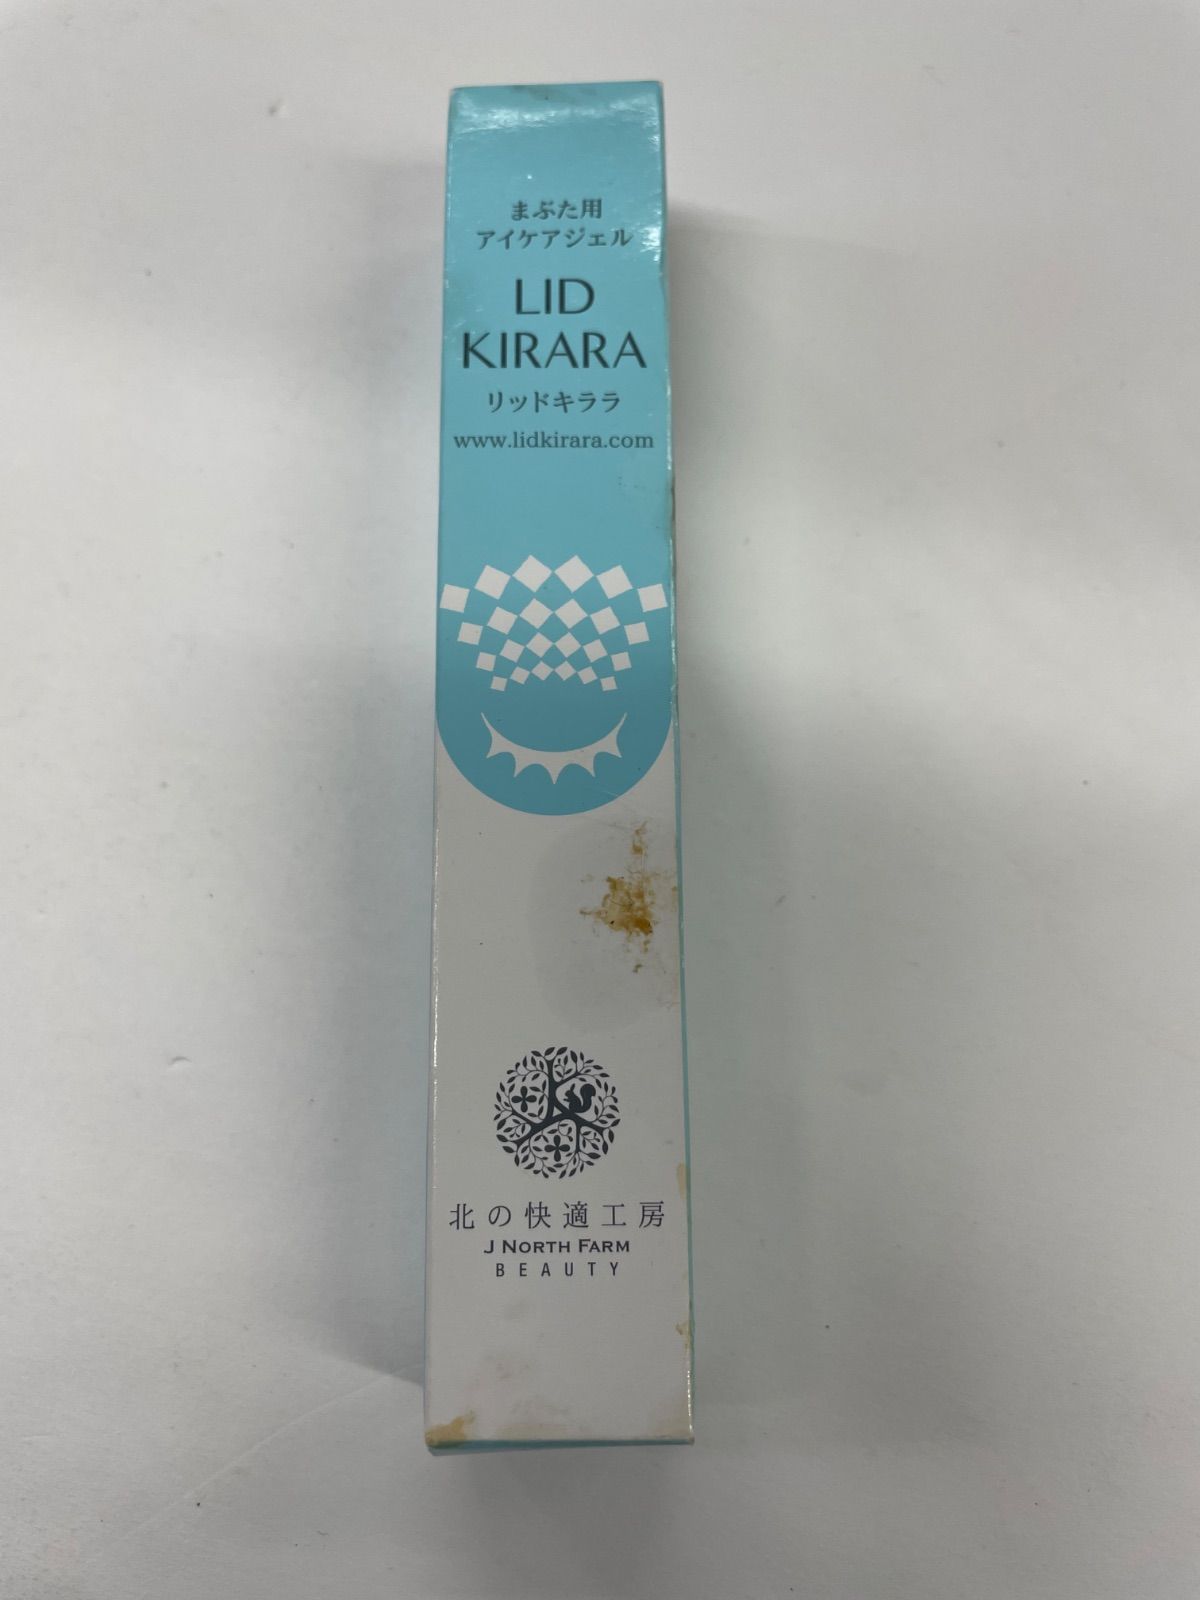 まぶた用
アイケアジェル
LID
KIRARA
リッドキララ
www.lidkirara.com
北の快適工房
J NORTH FARM
BEAUTY